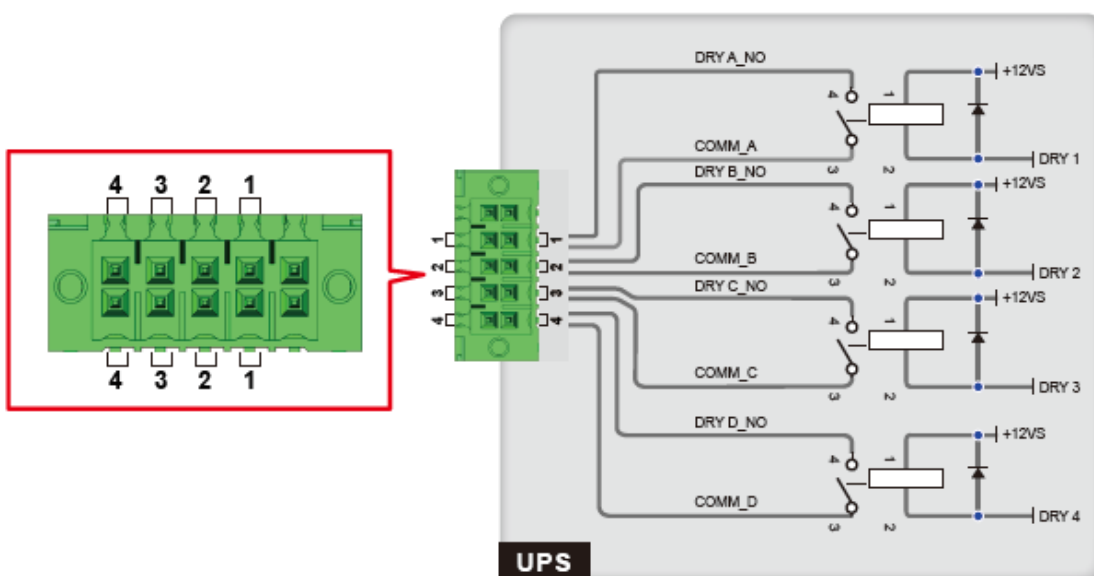 4 3 2 1
4 3 2 1
1 2 3 4
1 2 3 4
DRY A_NO
4 1
+12VS
COMM_A
3 2
DRY 1
DRY B_NO
4 1
+12VS
COMM_B
3 2
DRY 2
DRY C_NO
4 1
+12VS
COMM_C
3 2
DRY 3
DRY D_NO
4 1
+12VS
COMM_D
3 2
DRY 4
UPS